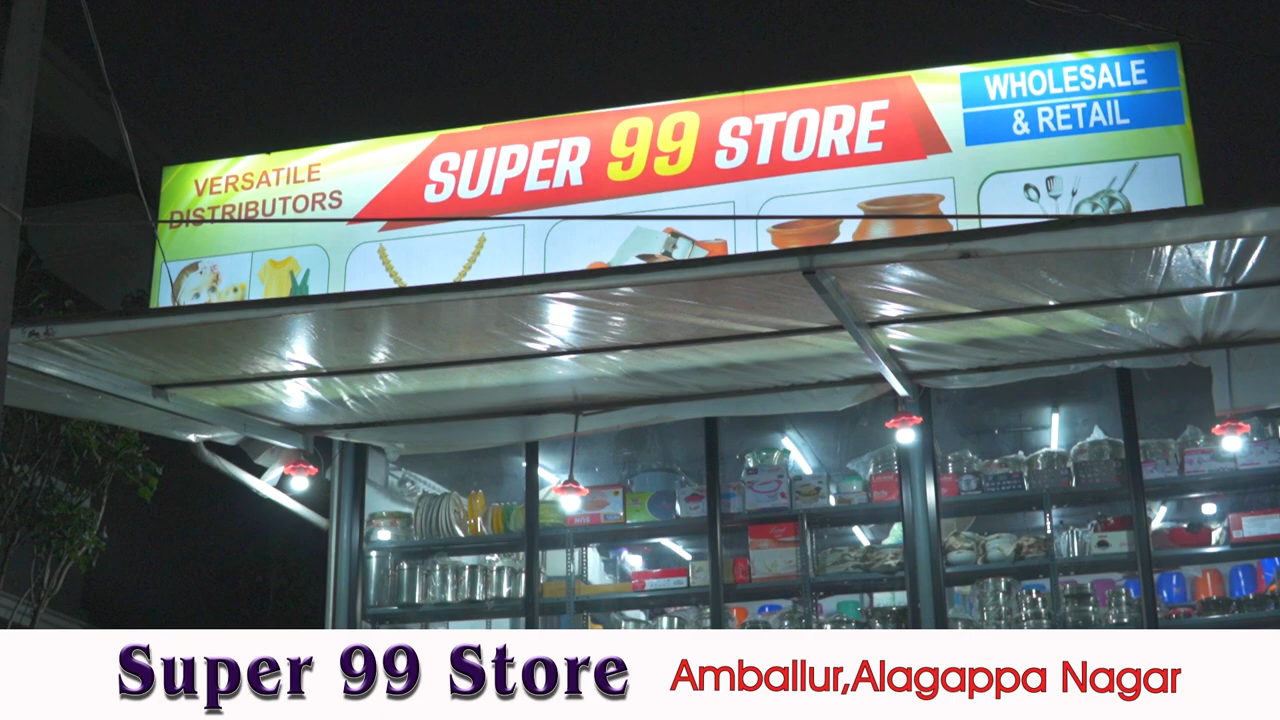 VERSATILE
DISTRIBUTORS
SUPER 99 STORE
WHOLESALE
& RETAIL
Super 99 Store
Amballur,Alagappa Nagar